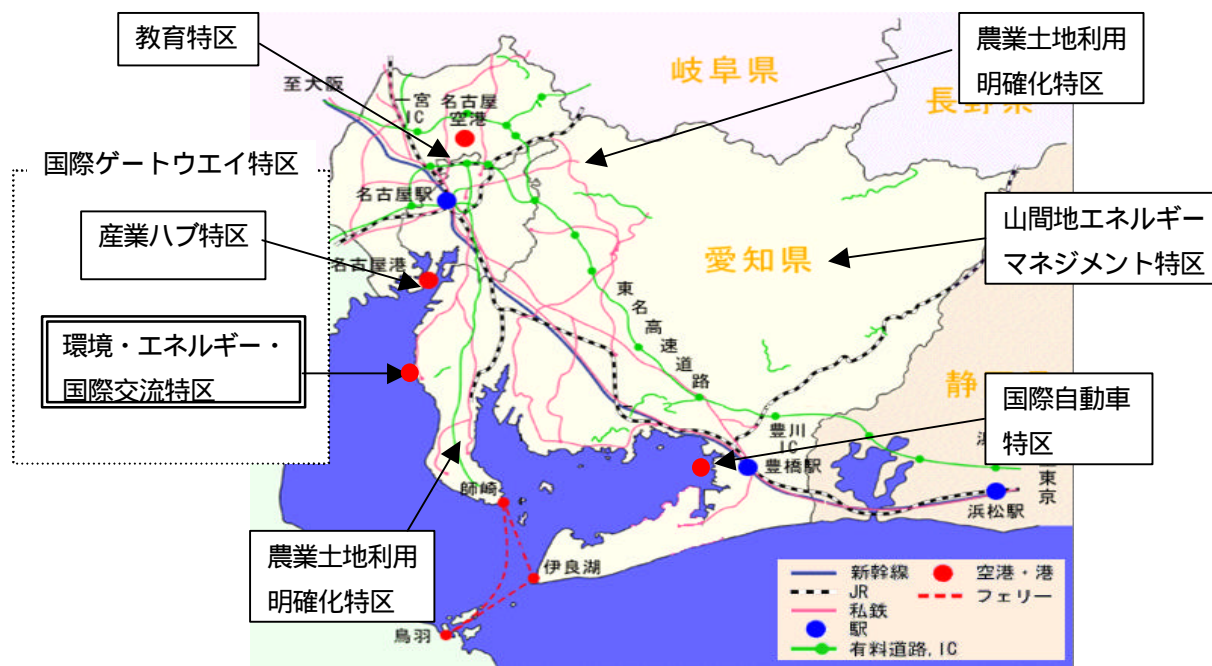 教育特区
農業土地利用
明確化特区
岐阜県
長野県
至大阪
一宮
IC
名古屋
空港
国際ゲートウエイ特区
名古屋駅
産業ハブ特区
名古屋港
愛知県
山間地エネルギー
マネジメント特区
東名高速道路
環境・エネルギー・
国際交流特区
静
国際自動車
特区
豊川
IC
豊橋駅
浜
東京
浜松駅
師崎
農業土地利用
明確化特区
伊良湖
鳥羽
新幹線
JR
私鉄
駅
有料道路,IC
空港・港
フェリー